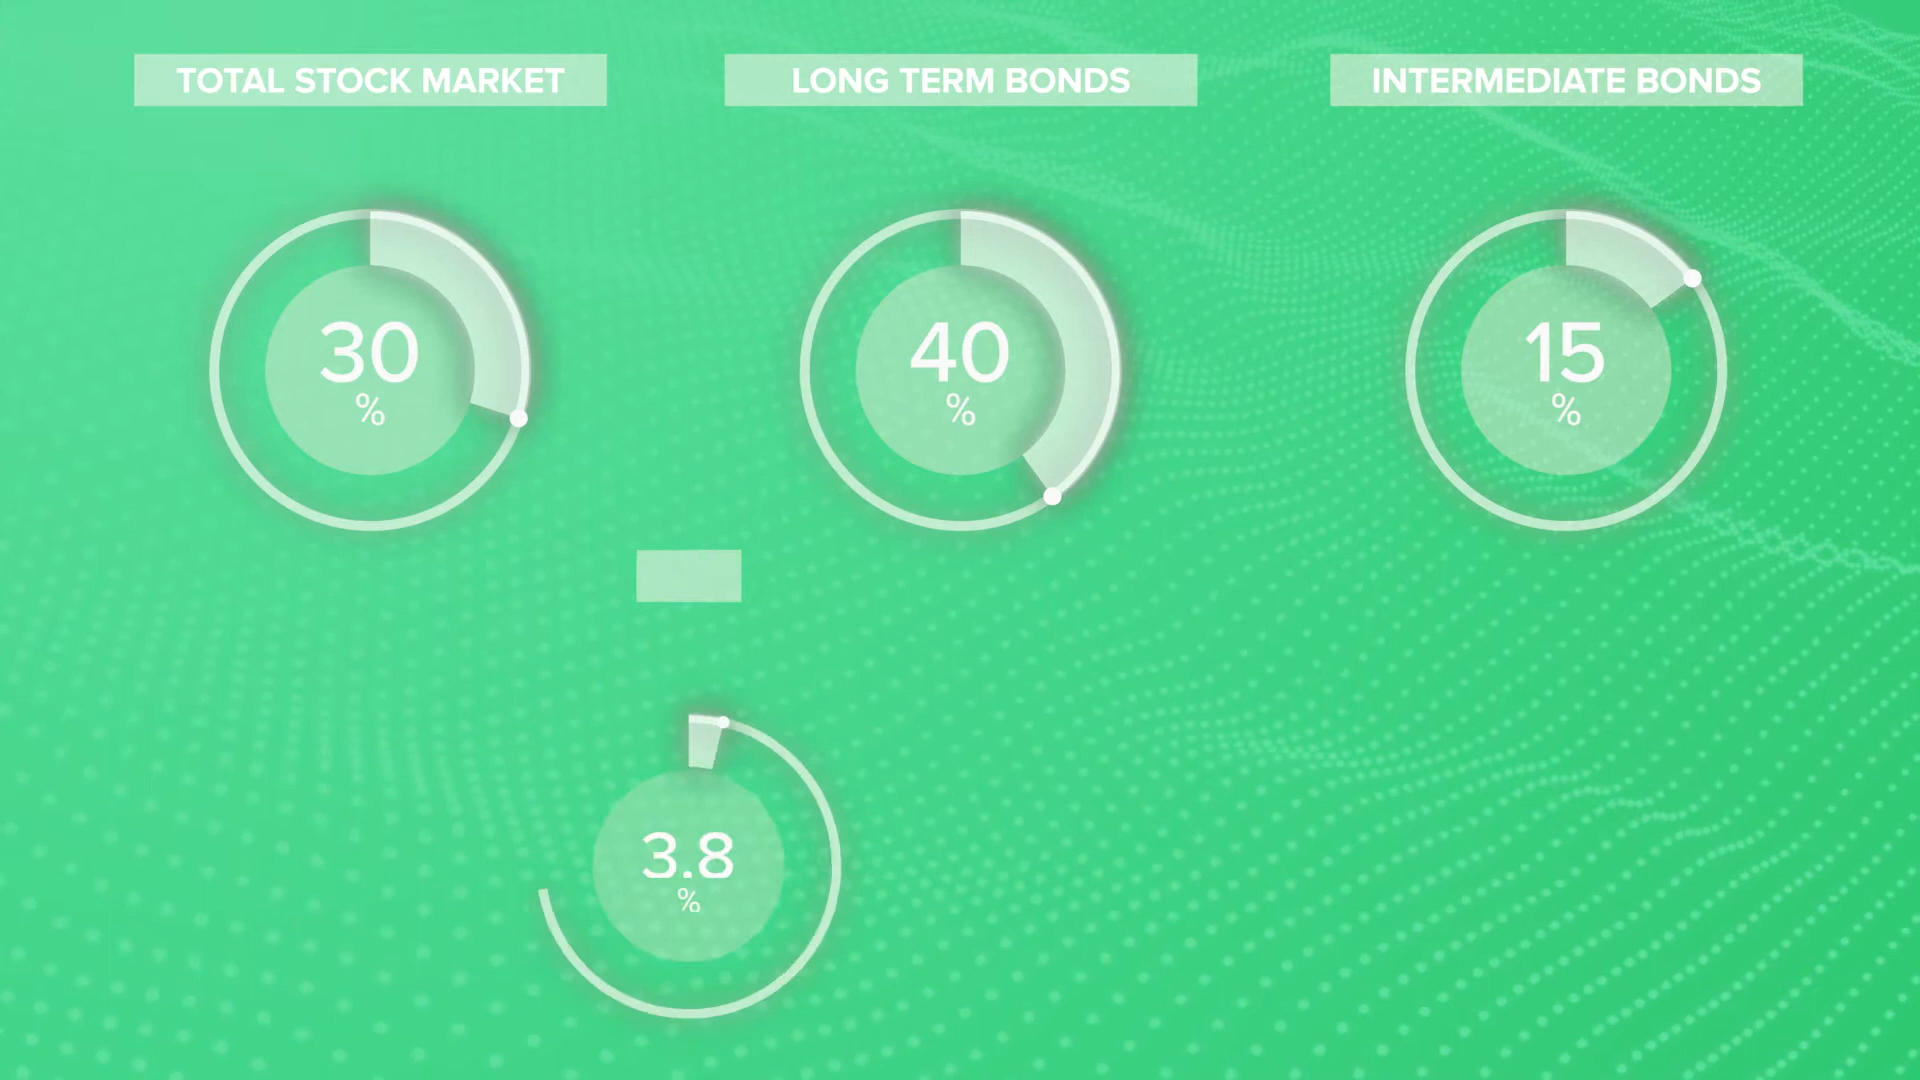 TOTAL STOCK MARKET
LONG TERM BONDS
INTERMEDIATE BONDS
30
%
40
%
15
%
3.8
%